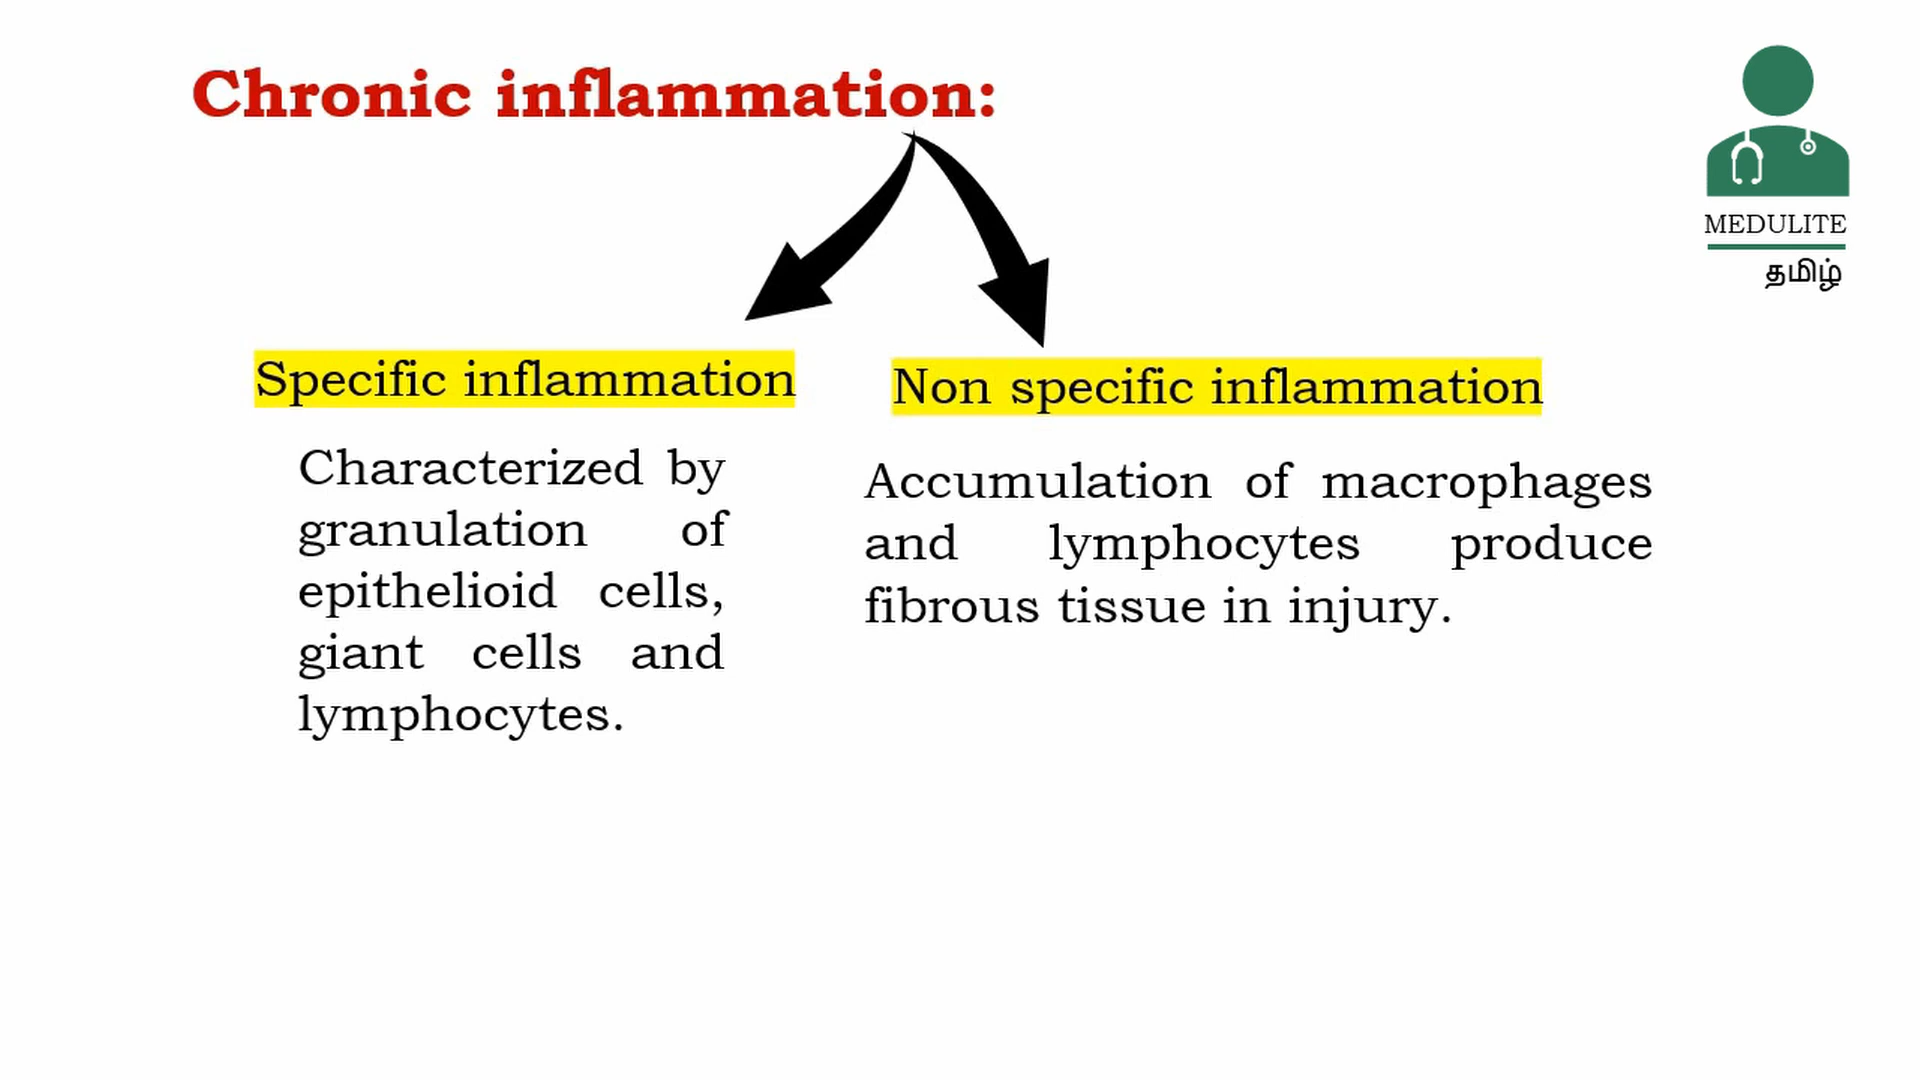 Chronic inflammation:
MEDULITE
தமிழ்
Specific inflammation
Characterized by
granulation of
epithelioid cells,
giant cells and
lymphocytes.
Non specific inflammation
Accumulation of macrophages
and lymphocytes produce
fibrous tissue in injury.